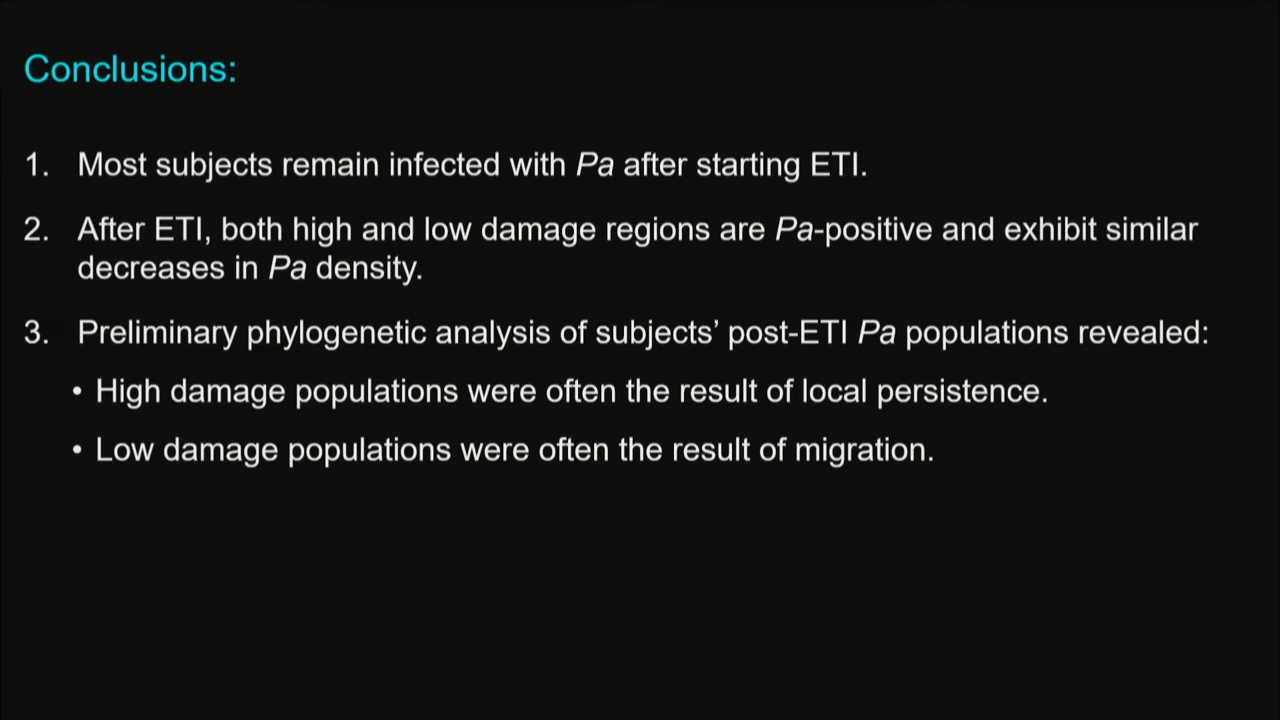 Conclusions:
1. Most subjects remain infected with Pa after starting ETI.
2. After ETI, both high and low damage regions are Pa-positive and exhibit similar
decreases in Pa density.
3. Preliminary phylogenetic analysis of subjects’ post-ETI Pa populations revealed:
• High damage populations were often the result of local persistence.
• Low damage populations were often the result of migration.